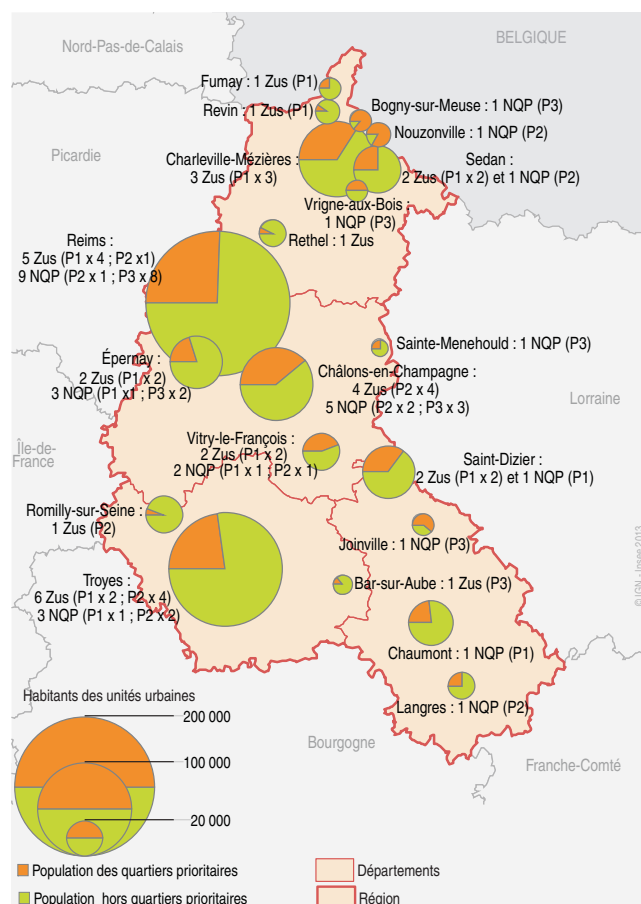 Nord-Pas-de-Calais
BELGIQUE
Fumay : 1 Zus (P1)
Revin : 1 Zus (P1)
Bogny-sur-Meuse : 1 NQP (P3)
Nouzonville : 1 NQP (P2)
Picardie
Charleville-Mézières :
3 Zus (P1 x 3)
Sedan :
2 Zus (P1 x 2) et 1 NQP (P2)
Vrigne-aux-Bois :
1 NQP (P3)
Rethel : 1 Zus
Reims :
5 Zus (P1 x 4 ; P2 x1)
9 NQP (P2 x 1 ; P3 x 8)
Sainte-Menehould : 1 NQP (P3)
Épernay :
2 Zus (P1 x 2)
3 NQP (P1 x1 ; P3 x 2)
Châlons-en-Champagne :
4 Zus (P2 x 4)
5 NQP (P2 x 2 ; P3 x 3)
Lorraine
Île-de-
France
Vitry-le-François :
2 Zus (P1 x 2)
2 NQP (P1 x 1 ; P2 x 1)
Saint-Dizier :
2 Zus (P1 x 2) et 1 NQP (P1)
Romilly-sur-Seine :
1 Zus (P2)
Joinville : 1 NQP (P3)
© IGN - Insee 2013
Troyes :
6 Zus (P1 x 2 ; P2 x 4)
3 NQP (P1 x 1 ; P2 x 2)
Bar-sur-Aube : 1 Zus (P3)
Chaumont : 1 NQP (P1)
Langres : 1 NQP (P2)
Habitants des unités urbaines
200 000
100 000
20 000
Bourgogne
Franche-Comté
Population des quartiers prioritaires
Population hors quartiers prioritaires
Départements
Région